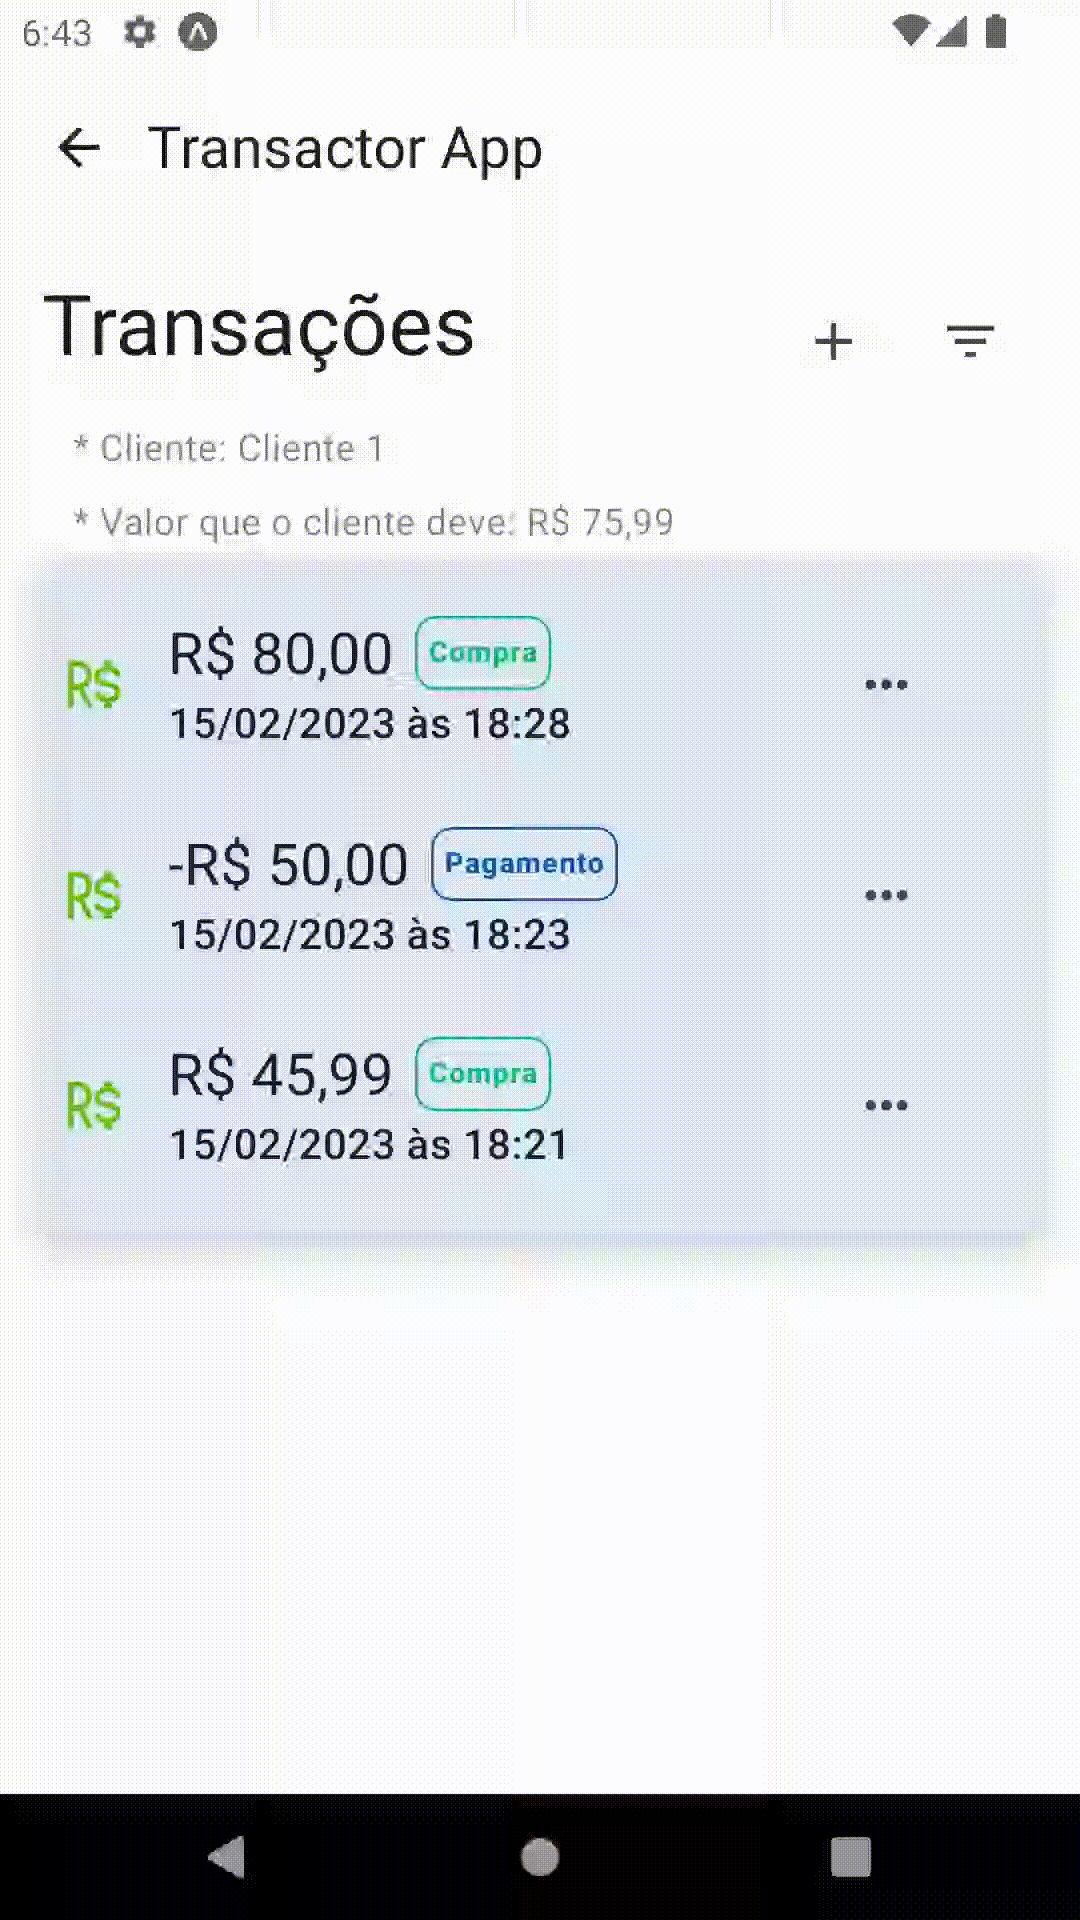 6:43
Transactor App
Transações
* Cliente: Cliente 1
* Valor que o cliente deve: R$ 75,99
R$ R$ 80,00 Compra
15/02/2023 às 18:28
R$ -R$ 50,00 Pagamento
15/02/2023 às 18:23
R$ R$ 45,99 Compra
15/02/2023 às 18:21